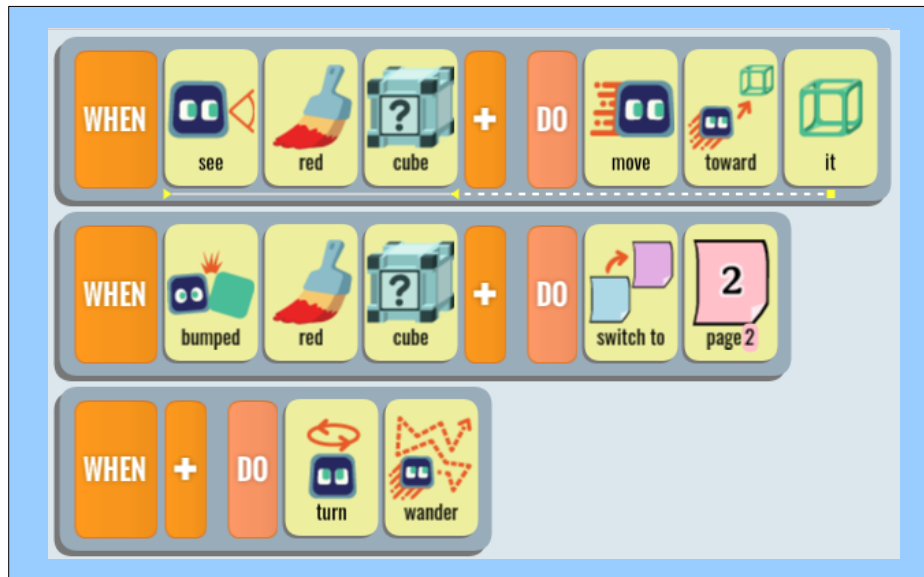 WHEN see red cube + DO move toward it
WHEN bumped red cube + DO switch to 2 page 2
WHEN + DO turn wander